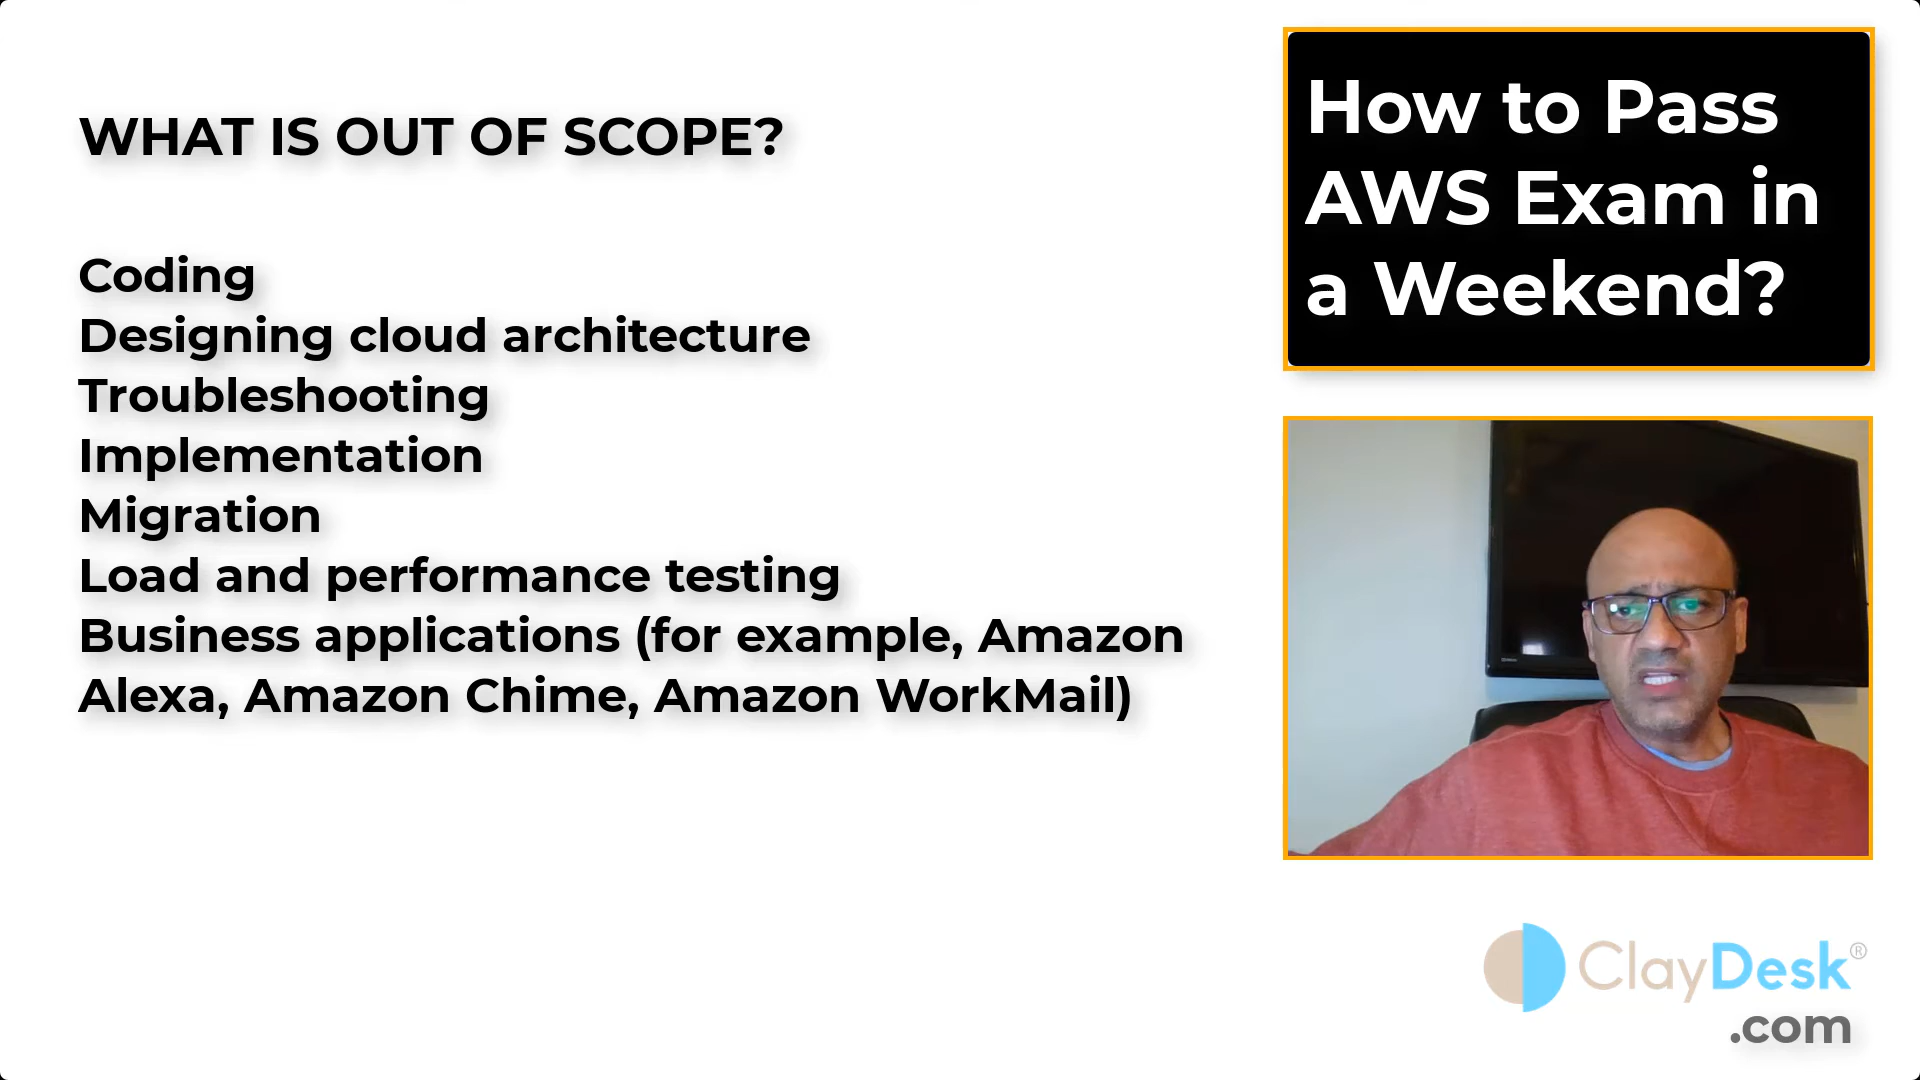 WHAT IS OUT OF SCOPE?
Coding
Designing cloud architecture
Troubleshooting
Implementation
Migration
Load and performance testing
Business applications (for example, Amazon
Alexa, Amazon Chime, Amazon WorkMail)
How to Pass
AWS Exam in
a Weekend?
ClayDesk®
.com